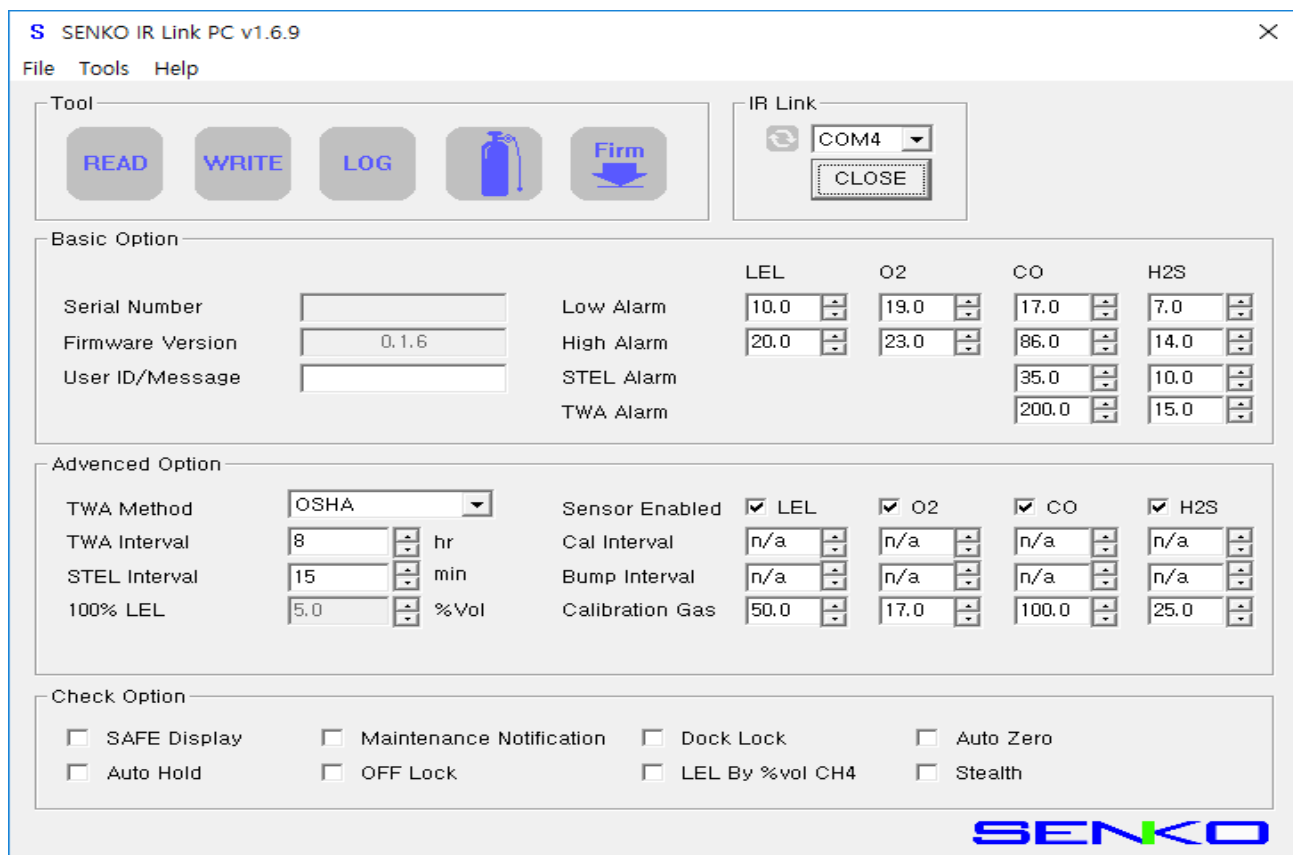 S SENKO IR Link PC v1.6.9
File Tools Help
Tool
READ WRITE LOG Firm
IR Link
COM4
CLOSE
Basic Option
LEL O2 CO H2S
Serial Number Low Alarm 10.0 19.0 17.0 7.0
Firmware Version 0.1.6 High Alarm 20.0 23.0 86.0 14.0
User ID/Message STEL Alarm 35.0 10.0
TWA Alarm 200.0 15.0
Advenced Option
TWA Method OSHA Sensor Enabled LEL O2 CO H2S
TWA Interval 8 hr Cal Interval n/a n/a n/a n/a
STEL Interval 15 min Bump Interval n/a n/a n/a n/a
100% LEL 5.0 %Vol Calibration Gas 50.0 17.0 100.0 25.0
Check Option
SAFE Display Maintenance Notification Dock Lock Auto Zero
Auto Hold OFF Lock LEL By %vol CH4 Stealth
SENKO